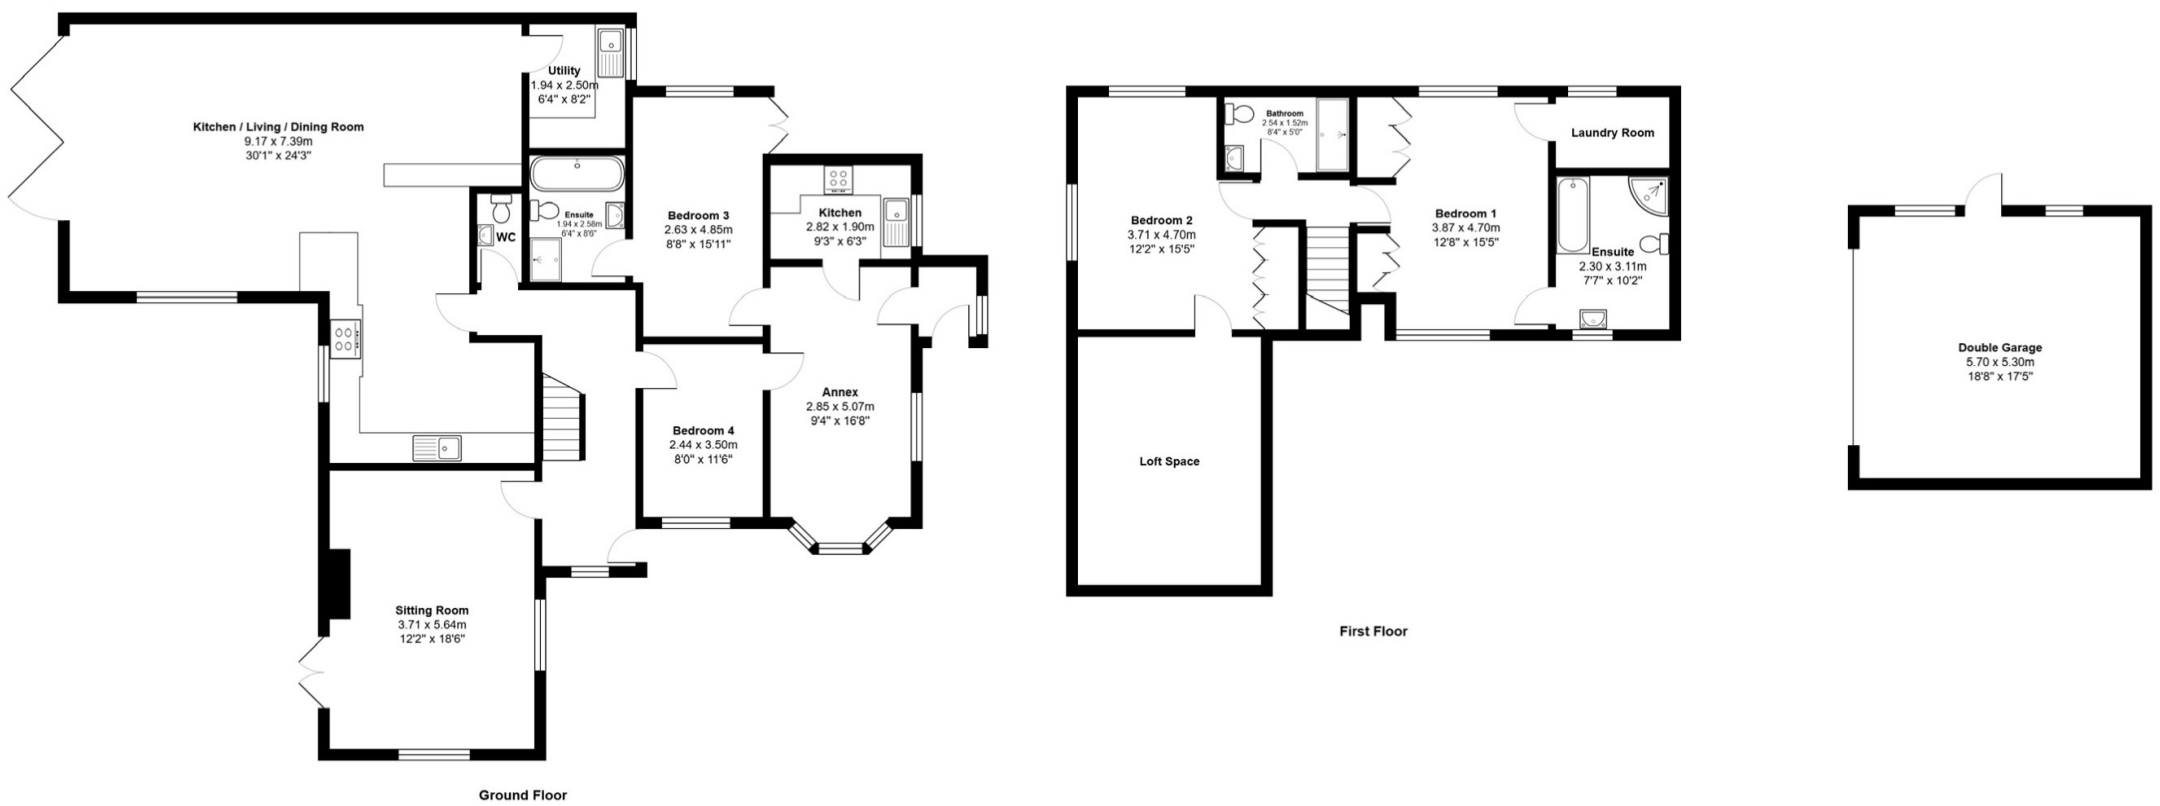 Kitchen / Living / Dining Room
9.17 x 7.39m
30'1" x 24'3"
Utility
1.94 x 2.50m
6'4" x 8'2"
WC
Ensuite
1.94 x 2.58m
6'4" x 8'6"
Bedroom 3
2.63 x 4.85m
8'8" x 15'11"
Kitchen
2.82 x 1.90m
9'3" x 6'3"
Annex
2.85 x 5.07m
9'4" x 16'8"
Bedroom 4
2.44 x 3.50m
8'0" x 11'6"
Sitting Room
3.71 x 5.64m
12'2" x 18'6"
Ground Floor
Bedroom 2
3.71 x 4.70m
12'2" x 15'5"
Bathroom
2.54 x 1.52m
8'4" x 5'0"
Bedroom 1
3.87 x 4.70m
12'8" x 15'5"
Laundry Room
Ensuite
2.30 x 3.11m
7'7" x 10'2"
Loft Space
First Floor
Double Garage
5.70 x 5.30m
18'8" x 17'5"